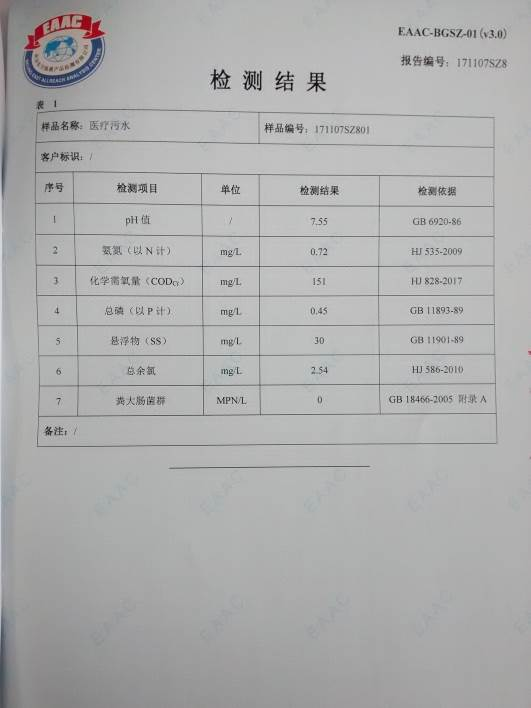 EAAC
EAAC-BGSZ-01(v3.0)
报告编号：171107SZ8
检测结果
表 1
样品名称：医疗污水 样品编号：171107SZ801
客户标识：/
序号 检测项目 单位 检测结果 检测依据
1 pH 值 / 7.55 GB 6920-86
2 氨氮（以 N 计） mg/L 0.72 HJ 535-2009
3 化学需氧量（CODCr） mg/L 151 HJ 828-2017
4 总磷（以 P 计） mg/L 0.45 GB 11893-89
5 悬浮物（SS） mg/L 30 GB 11901-89
6 总余氯 mg/L 2.54 HJ 586-2010
7 粪大肠菌群 MPN/L 0 GB 18466-2005 附录 A
备注：/